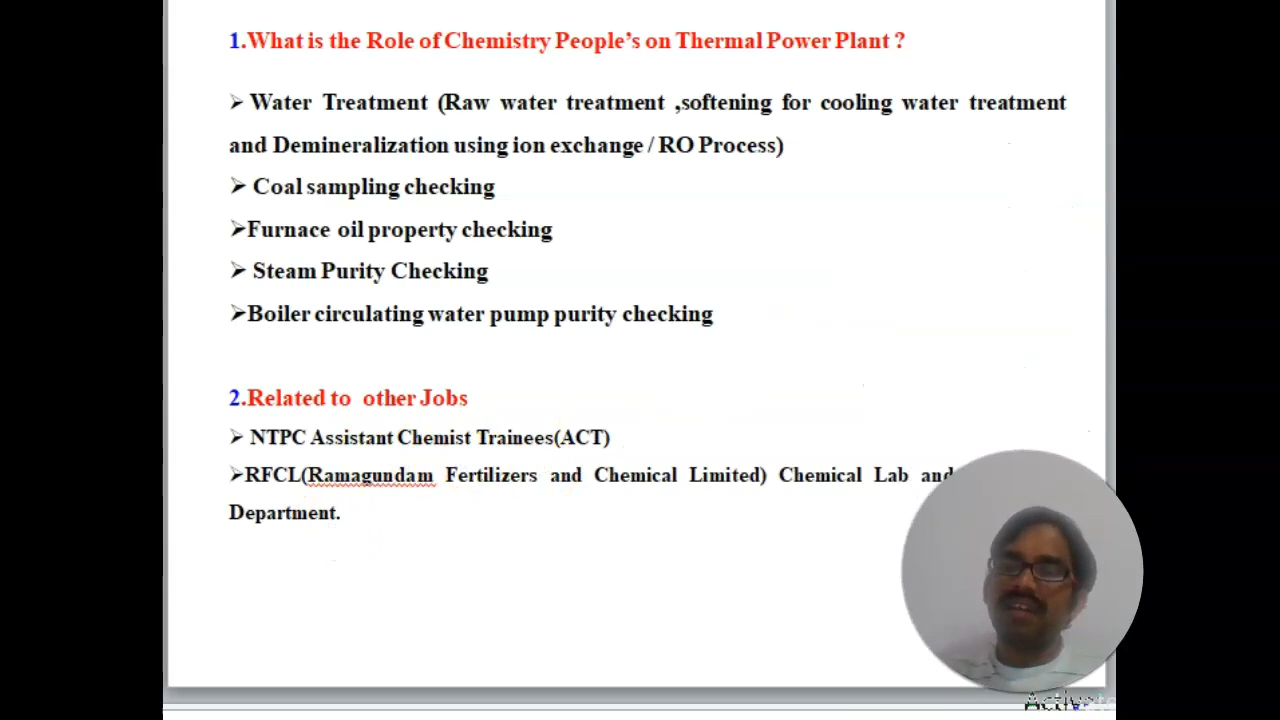 1.What is the Role of Chemistry People's on Thermal Power Plant ?
➢ Water Treatment (Raw water treatment ,softening for cooling water treatment
and Demineralization using ion exchange / RO Process)
➢ Coal sampling checking
➢Furnace oil property checking
➢ Steam Purity Checking
➢Boiler circulating water pump purity checking
2.Related to other Jobs
➢ NTPC Assistant Chemist Trainees(ACT)
➢RFCL(Ramagundam Fertilizers and Chemical Limited) Chemical Lab and
Department.